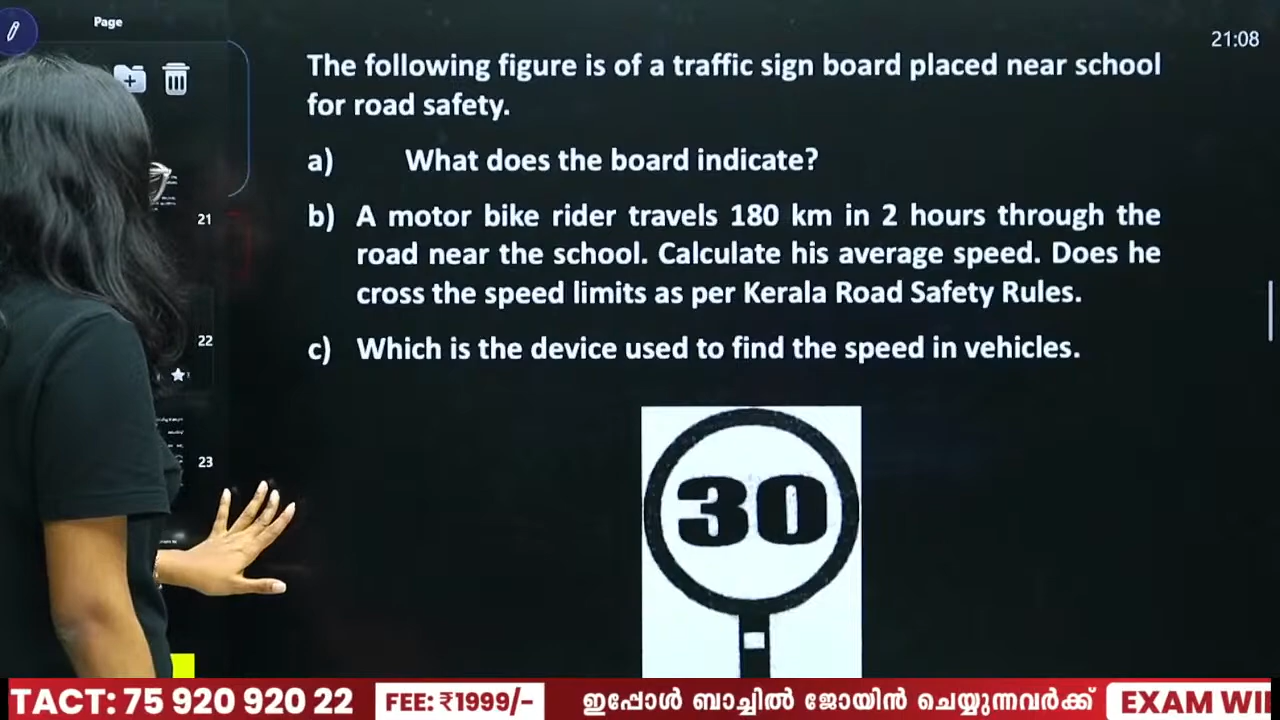 Page
21:08
The following figure is of a traffic sign board placed near school
for road safety.
a) What does the board indicate?
b) A motor bike rider travels 180 km in 2 hours through the
road near the school. Calculate his average speed. Does he
cross the speed limits as per Kerala Road Safety Rules.
c) Which is the device used to find the speed in vehicles.
21
22
23
30
TACT: 75 920 920 22 FEE: ₹1999/- ഇപ്പോൾ ബാച്ചിൽ ജോയിൻ ചെയ്യുന്നവർക്ക് EXAM WI